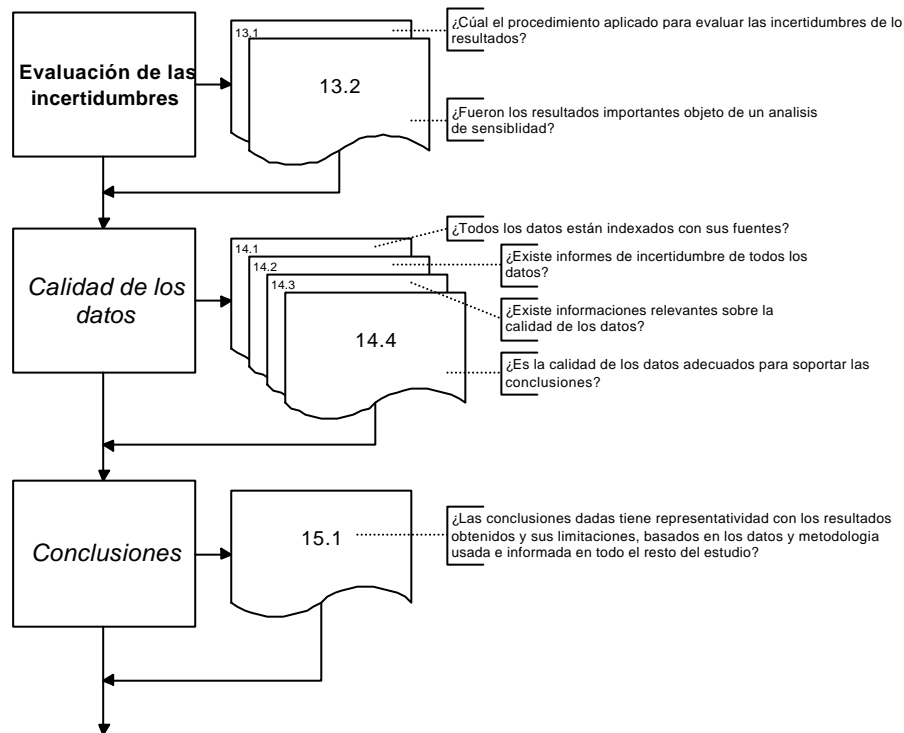 ¿Cúal el procedimiento aplicado para evaluar las incertidumbres de lo
resultados?
13.1
Evaluación de las
incertidumbres
13.2
¿Fueron los resultados importantes objeto de un analisis
de sensiblidad?
¿Todos los datos están indexados con sus fuentes?
14.1
¿Existe informes de incertidumbre de todos los
datos?
14.2
14.3
Calidad de los
datos
¿Existe informaciones relevantes sobre la
calidad de los datos?
14.4
¿Es la calidad de los datos adecuados para soportar las
conclusiones?
Conclusiones
15.1
¿Las conclusiones dadas tiene representatividad con los resultados
obtenidos y sus limitaciones, basados en los datos y metodologia
usada e informada en todo el resto del estudio?